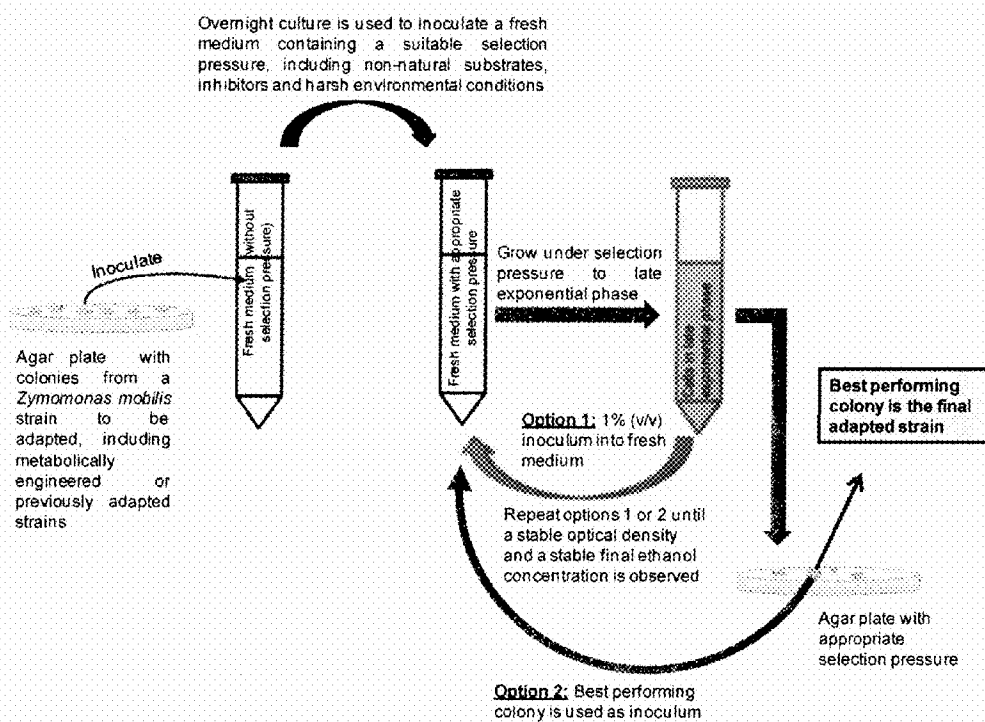 Overnight culture is used to inoculate a fresh
medium containing a suitable selection
pressure, including non-natural substrates,
inhibitors and harsh environmental conditions
Inoculate
Agar plate with
colonies from a
Zymomonas mobilis
strain to be
adapted, including
metabolically
engineered or
previously adapted
strains
Fresh medium (without
selection pressure)
Fresh medium with appropriate
selection pressure
Grow under selection
pressure to late
exponential phase
Option 1: 1% (v/v)
inoculum into fresh
medium
Repeat options 1 or 2 until
a stable optical density
and a stable final ethanol
concentration is observed
Best performing
colony is the final
adapted strain
Agar plate with
appropriate
selection pressure
Option 2: Best performing
colony is used as inoculum